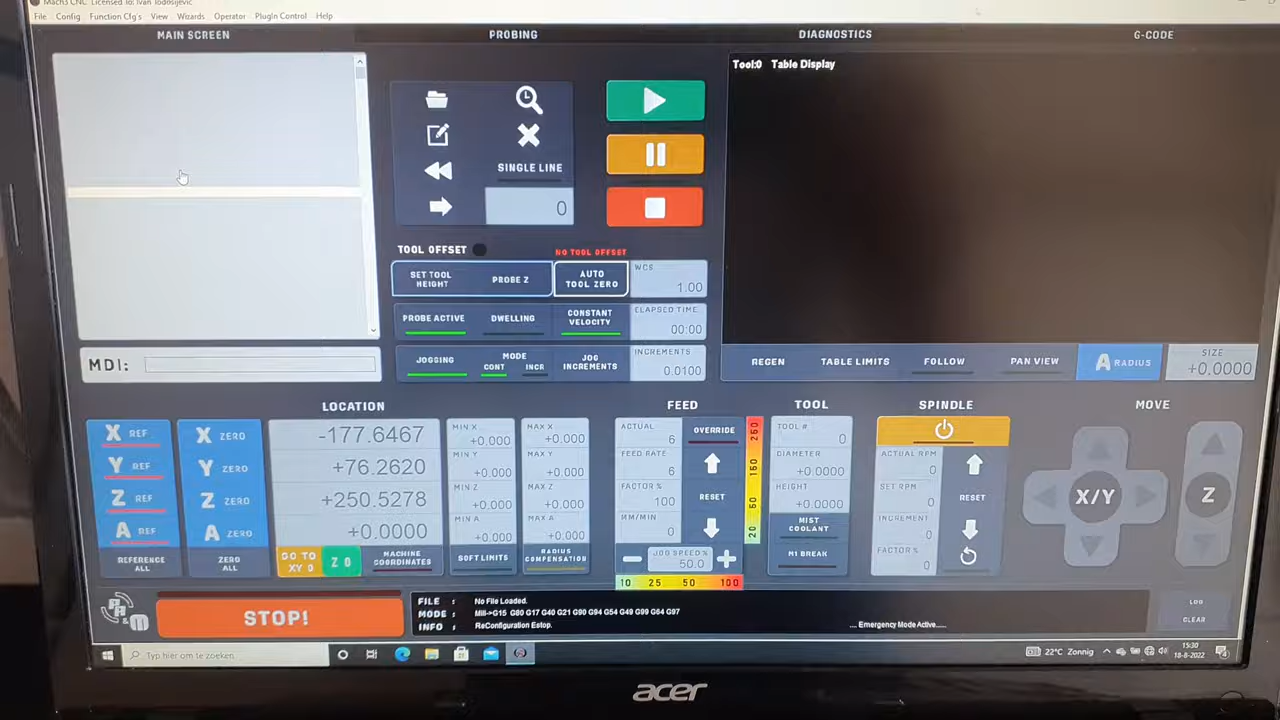 Mach3 CNC Licensed To: Ivan Todosijevic
File Config Function Cfg's View Wizards Operator PlugIn Control Help
MAIN SCREEN PROBING DIAGNOSTICS G-CODE
Tool:0 Table Display
SINGLE LINE
0
TOOL OFFSET NO TOOL OFFSET
SET TOOL HEIGHT PROBE Z AUTO TOOL ZERO WCS 1.00
PROBE ACTIVE DWELLING CONSTANT VELOCITY ELAPSED TIME 00:00
JOGGING MODE CONT INCR JOG INCREMENTS INCREMENTS 0.0100
MDI:
REGEN TABLE LIMITS FOLLOW PAN VIEW A RADIUS SIZE +0.0000
LOCATION FEED TOOL SPINDLE MOVE
X REF X ZERO -177.6467 MIN X +0.000 MAX X +0.000
Y REF Y ZERO +76.2620 MIN Y +0.000 MAX Y +0.000
Z REF Z ZERO +250.5278 MIN Z +0.000 MAX Z +0.000
A REF A ZERO +0.0000 MIN A +0.000 MAX A +0.000
REFERENCE ALL ZERO ALL GO TO XY 0 Z 0 MACHINE COORDINATES SOFT LIMITS RADIUS COMPENSATION
ACTUAL 6 OVERRIDE
FEED RATE 6
FACTOR % 100 RESET
MM/MIN 0
20 60 150 250
JOG SPEED % 50.0
10 25 50 100
TOOL # 0
DIAMETER +0.0000
HEIGHT +0.0000
MIST COOLANT
M1 BREAK
ACTUAL RPM 0
SET RPM 0 RESET
INCREMENT 0
FACTOR % 0
X/Y Z
STOP!
FILE : No File Loaded.
MODE : Mill->G15 G80 G17 G40 G21 G90 G94 G54 G49 G99 G64 G97
INFO : ReConfiguration Estop. .... Emergency Mode Active.....
LOG
CLEAR
Typ hier om te zoeken 22°C Zonnig 15:30
18-8-2022
acer